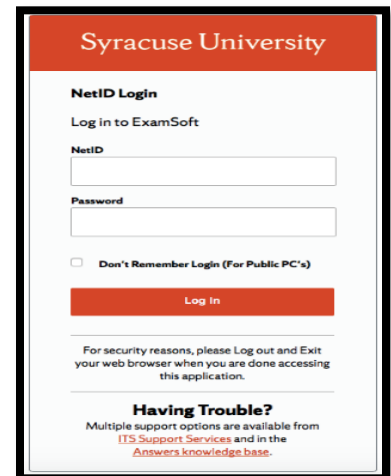 Syracuse University
NetID Login
Log in to ExamSoft
NetID
Password
Don't Remember Login (For Public PC's)
Log In
For security reasons, please Log out and Exit
your web browser when you are done accessing
this application.
Having Trouble?
Multiple support options are available from
ITS Support Services and in the
Answers knowledge base.